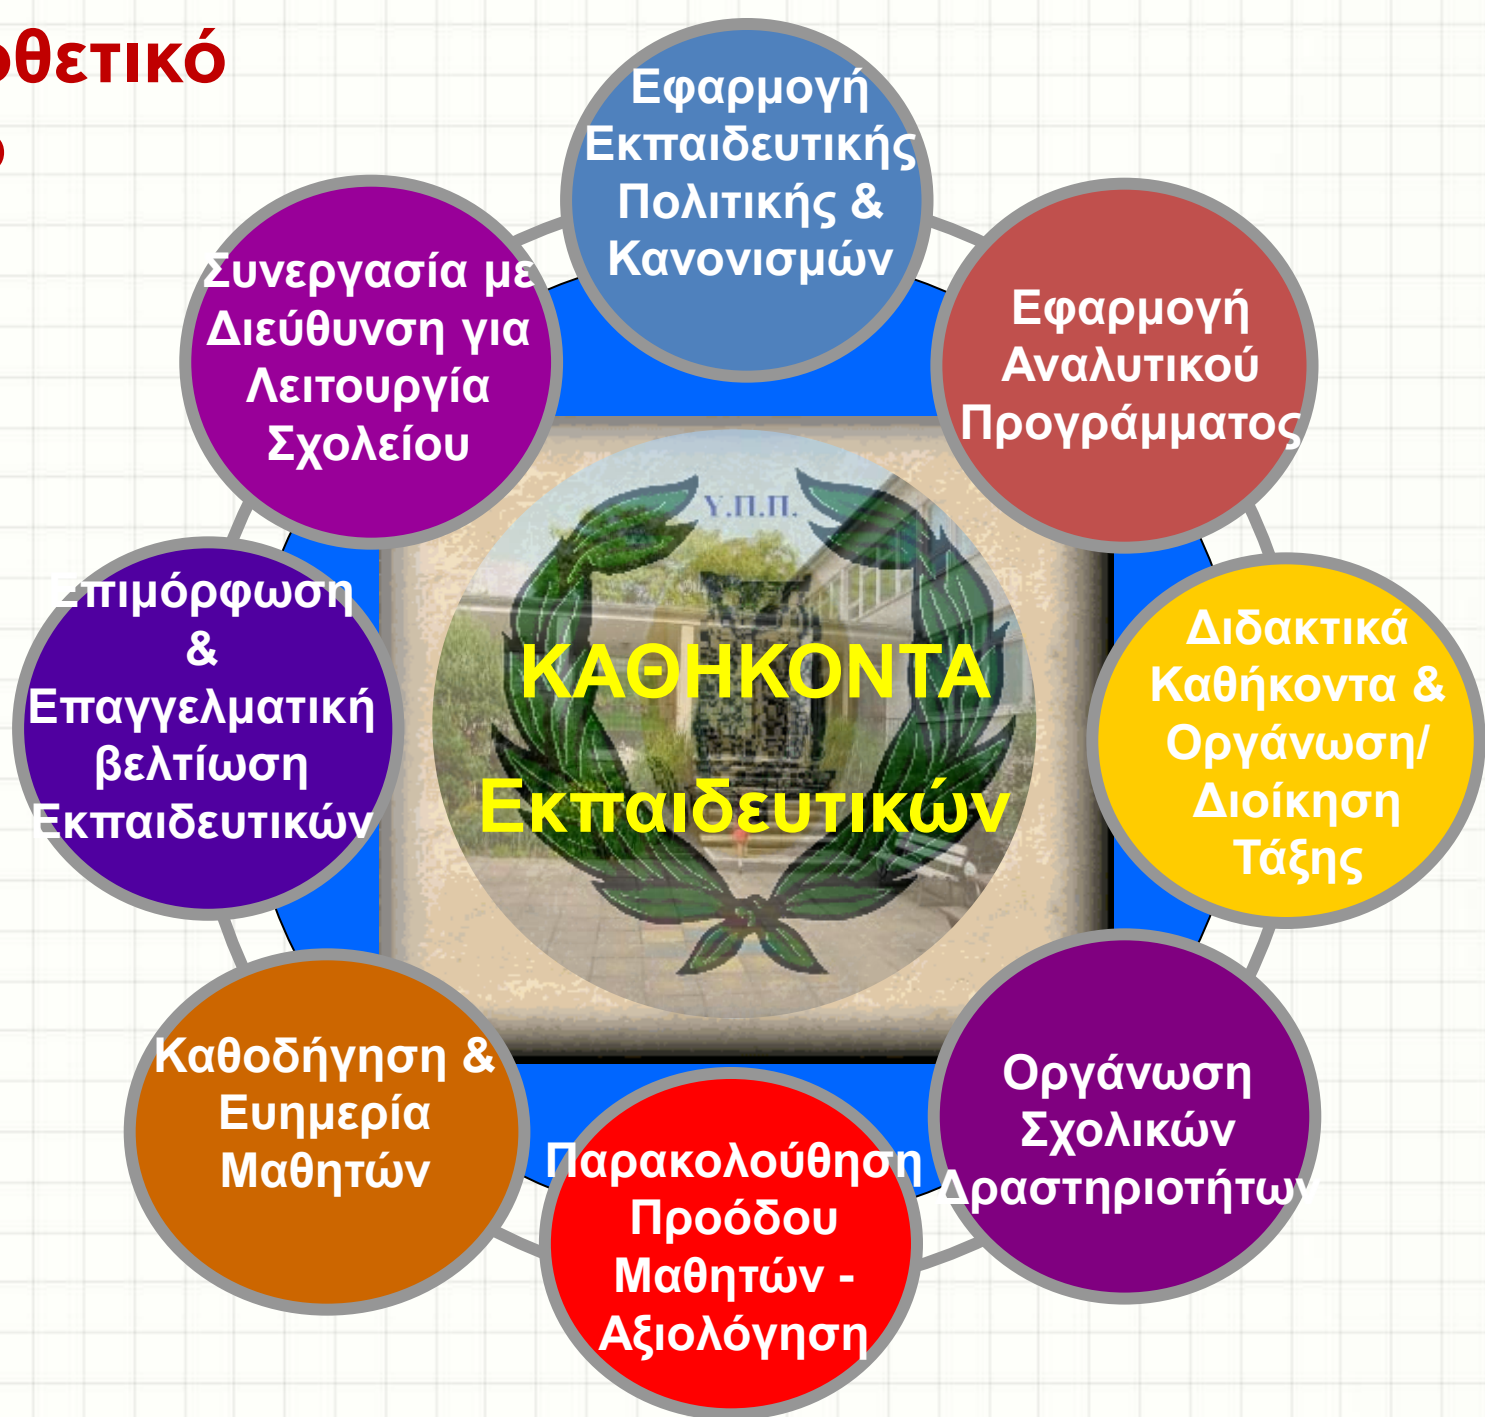 Εφαρμογή
Εκπαιδευτικής
Πολιτικής &
Κανονισμών
Εφαρμογή
Αναλυτικού
Προγράμματος
Διδακτικά
Καθήκοντα &
Οργάνωση/
Διοίκηση
Τάξης
Οργάνωση
Σχολικών
Δραστηριοτήτων
Παρακολούθηση
Προόδου
Μαθητών -
Αξιολόγηση
Καθοδήγηση &
Ευημερία
Μαθητών
Επιμόρφωση
&
Επαγγελματική
βελτίωση
Εκπαιδευτικών
Συνεργασία με
Διεύθυνση για
Λειτουργία
Σχολείου
Υ.Π.Π.
ΚΑΘΗΚΟΝΤΑ
Εκπαιδευτικών